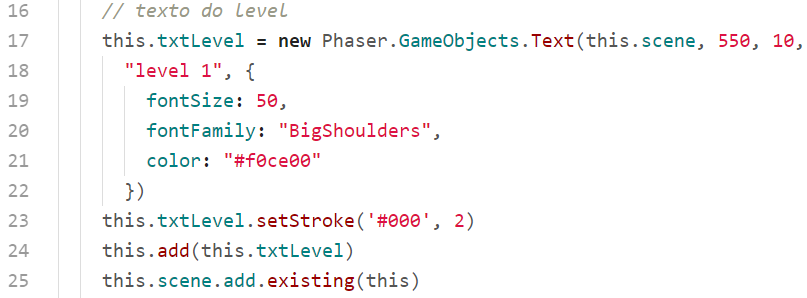 16 // texto do level
17 this.txtLevel = new Phaser.GameObjects.Text(this.scene, 550, 10,
18 "level 1", {
19 fontSize: 50,
20 fontFamily: "BigShoulders",
21 color: "#f0ce00"
22 })
23 this.txtLevel.setStroke('#000', 2)
24 this.add(this.txtLevel)
25 this.scene.add.existing(this)